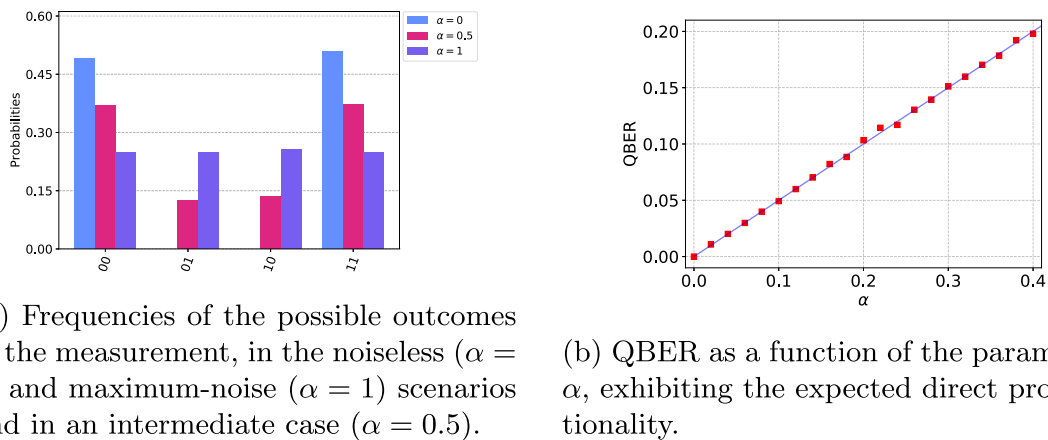 0.60
0.45
0.30
0.15
0.00
Probabilities
00
01
10
11
α = 0
α = 0.5
α = 1
0.20
0.15
0.10
0.05
0.00
QBER
0.0 0.1 0.2 0.3 0.4
α
) Frequencies of the possible outcomes
the measurement, in the noiseless (α =
and maximum-noise (α = 1) scenarios
nd in an intermediate case (α = 0.5).
(b) QBER as a function of the param
α, exhibiting the expected direct pro
tionality.